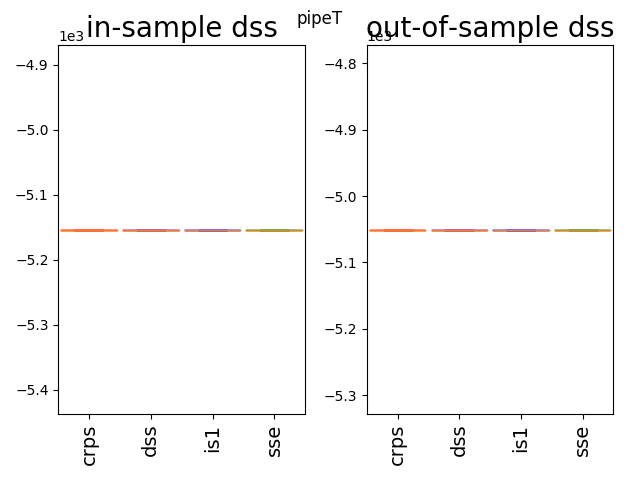 pipeT
in-sample dss
1e3
−4.9
−5.0
−5.1
−5.2
−5.3
−5.4
crps
dss
is1
sse
out-of-sample dss
1e3
−4.8
−4.9
−5.0
−5.1
−5.2
−5.3
crps
dss
is1
sse